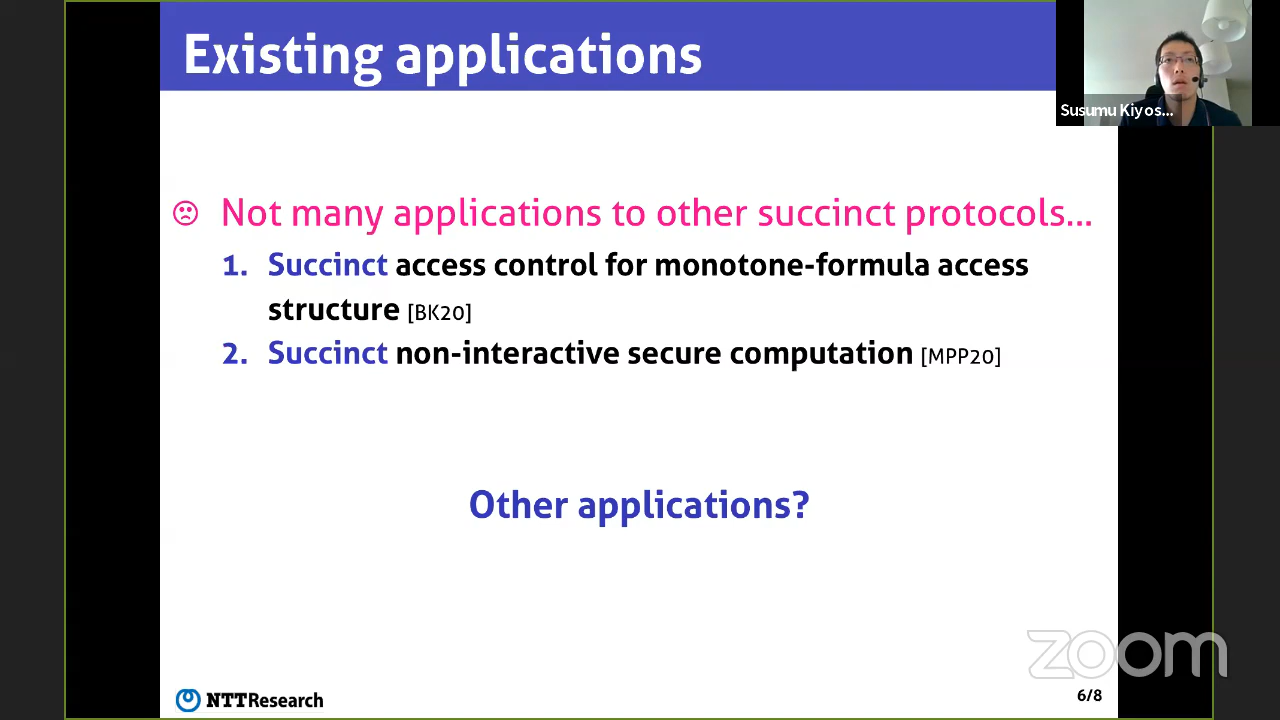 Existing applications
Susumu Kiyos...
Not many applications to other succinct protocols...
1. Succinct access control for monotone-formula access
structure [BK20]
2. Succinct non-interactive secure computation [MPP20]
Other applications?
zoom
NTTResearch
6/8